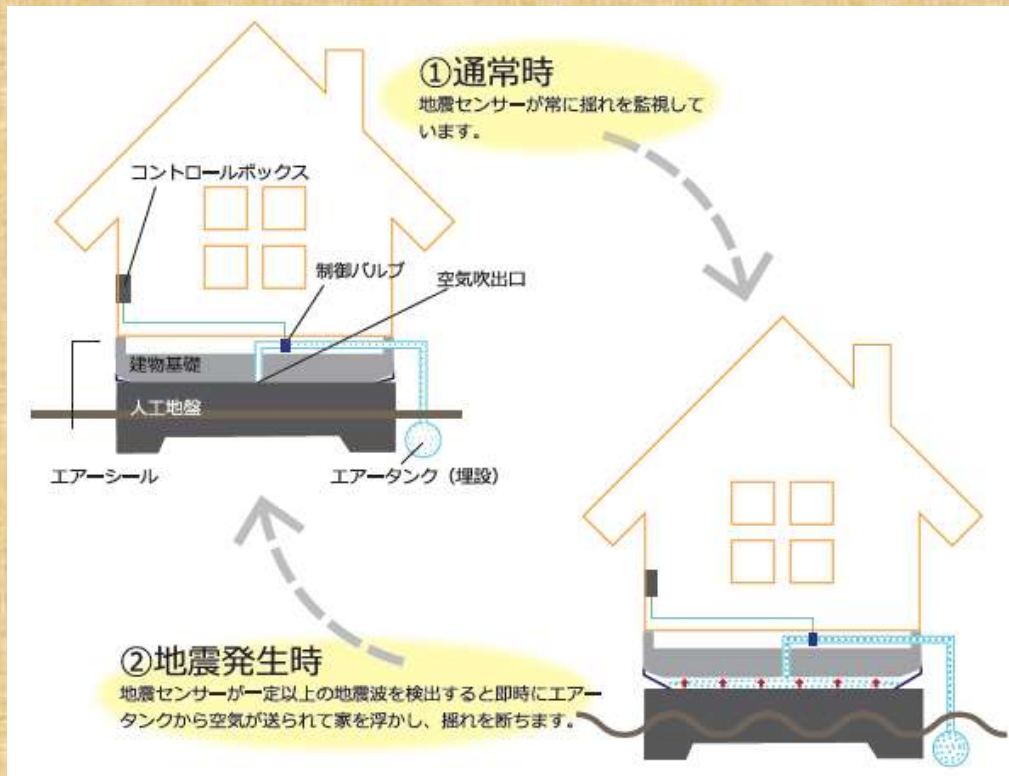 ①通常時
地震センサーが常に揺れを監視して
います。
コントロールボックス
制御バルブ
空気吹出口
建物基礎
人工地盤
エアーシール
エアータンク（埋設）
②地震発生時
地震センサーが一定以上の地震波を検出すると即時にエアー
タンクから空気が送られて家を浮かし、揺れを断ちます。